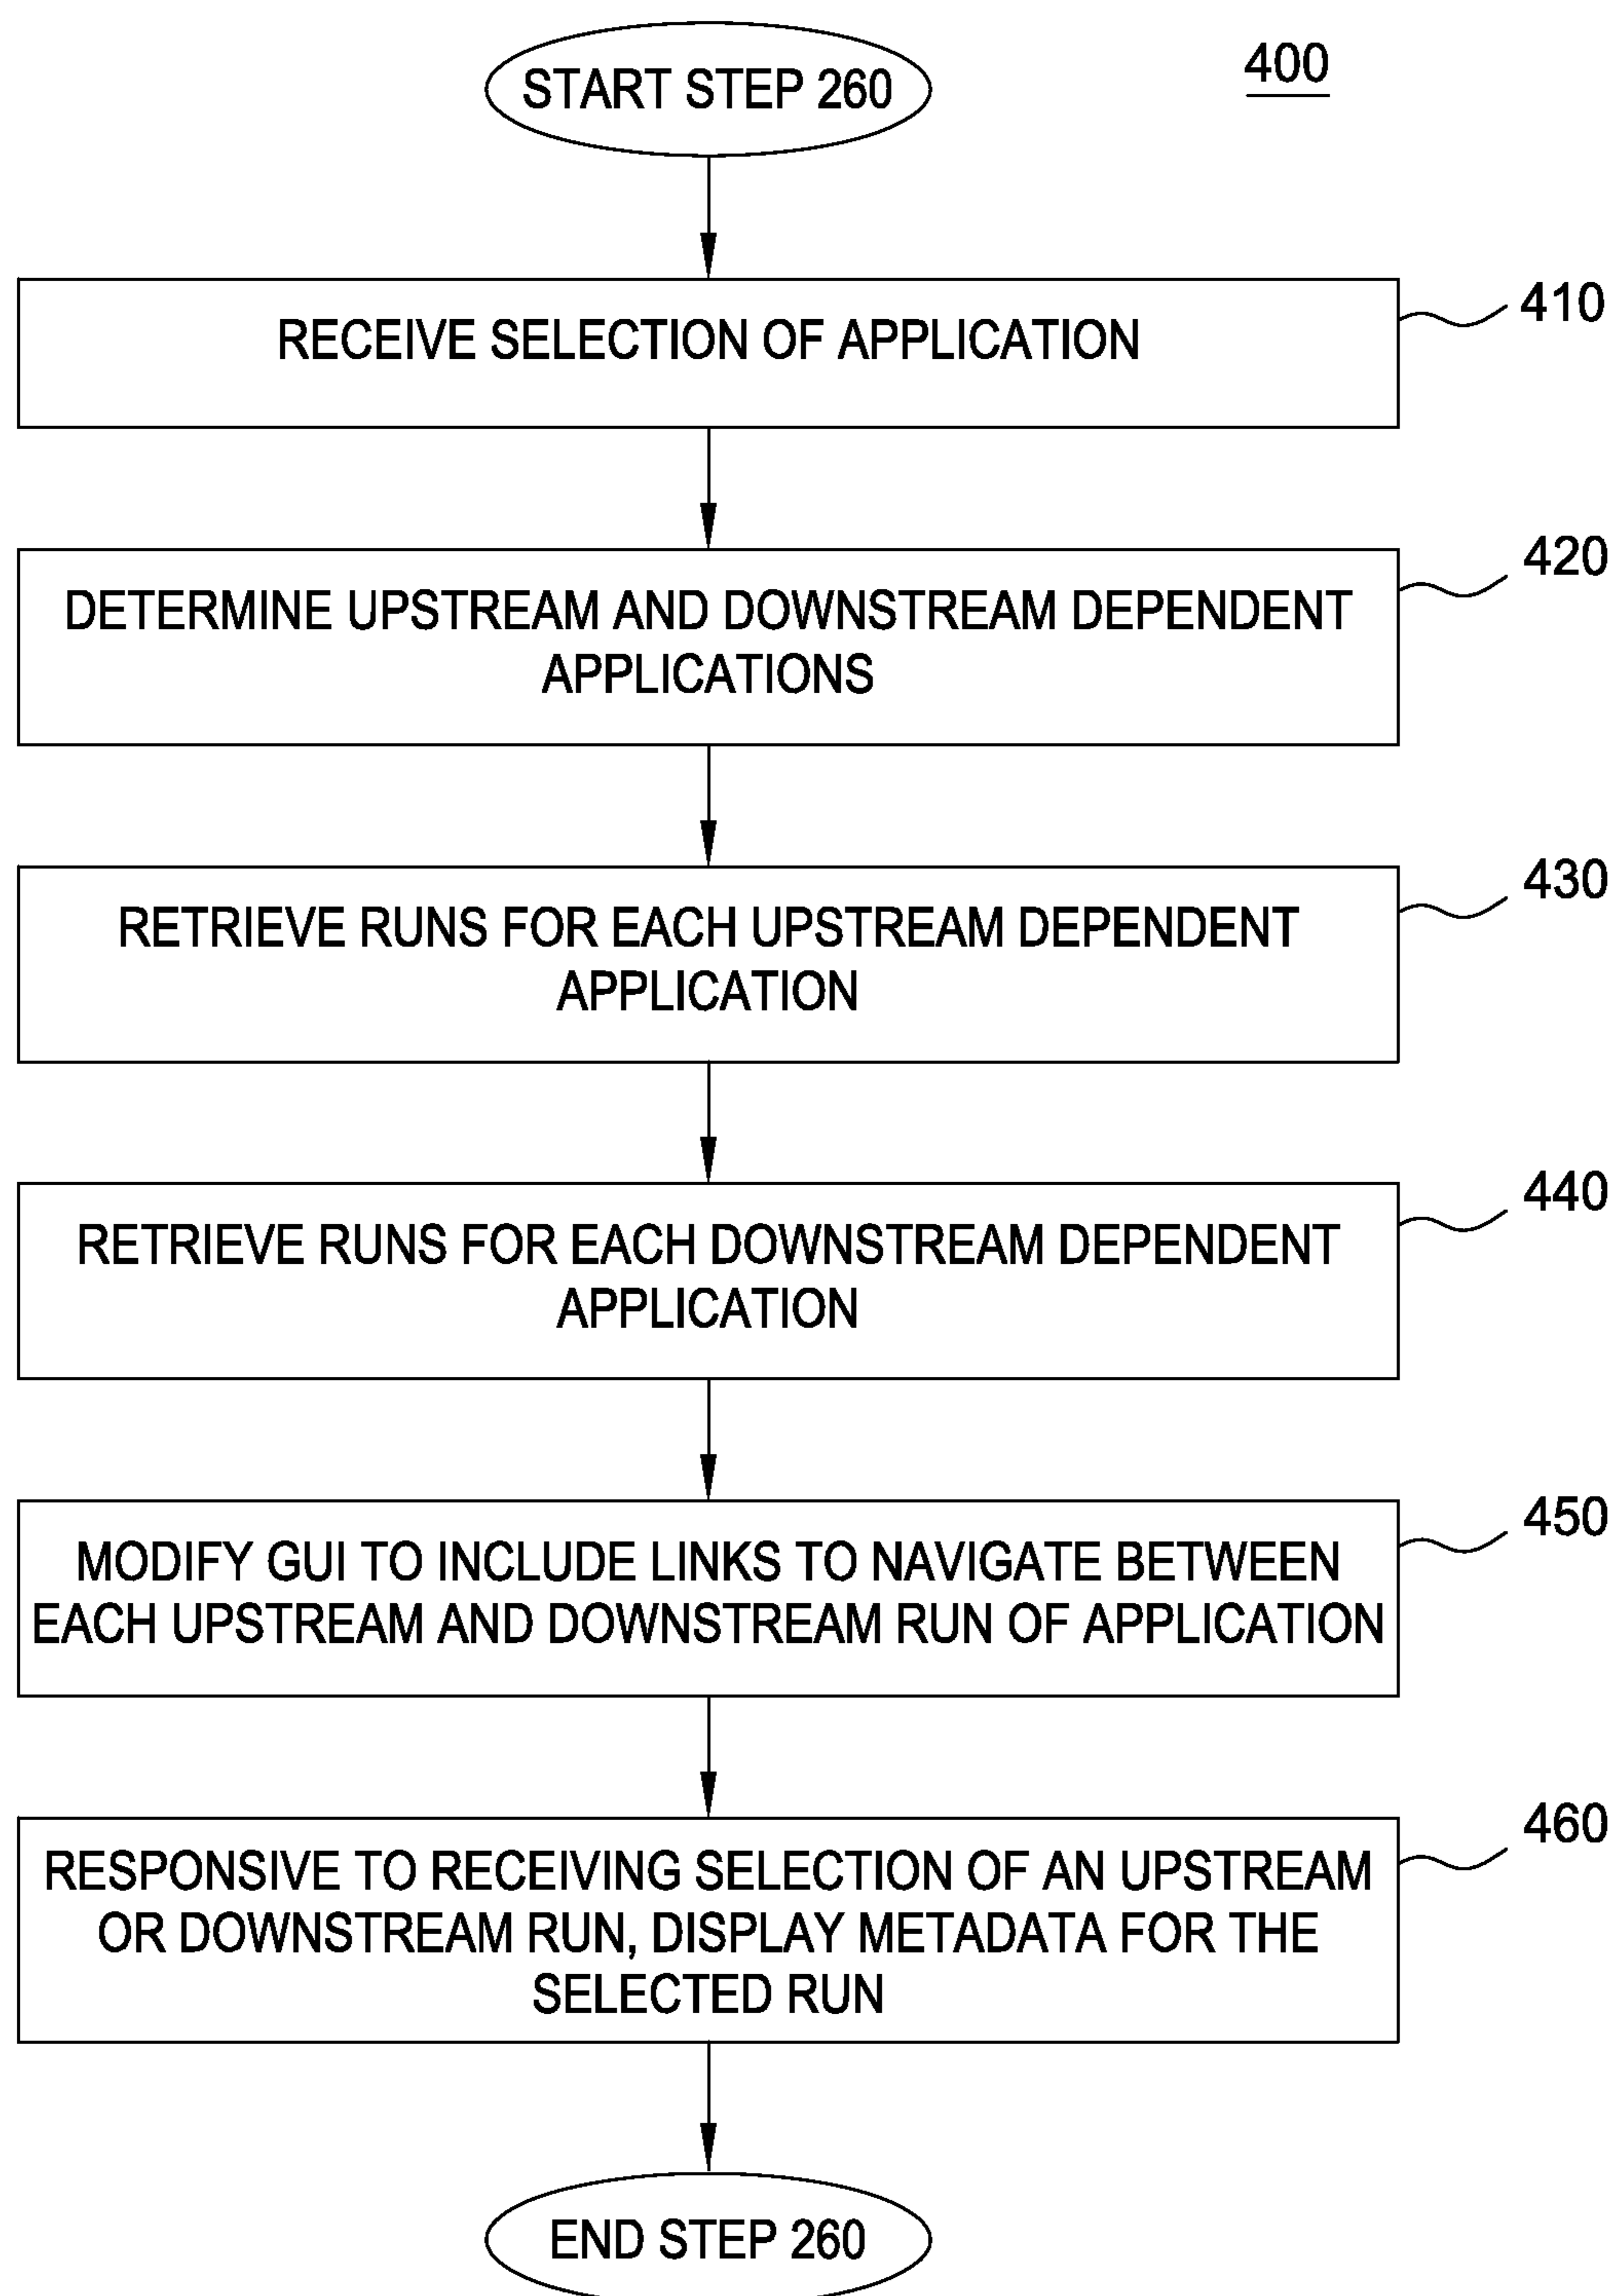 START STEP 260
400
RECEIVE SELECTION OF APPLICATION
410
DETERMINE UPSTREAM AND DOWNSTREAM DEPENDENT
APPLICATIONS
420
RETRIEVE RUNS FOR EACH UPSTREAM DEPENDENT
APPLICATION
430
RETRIEVE RUNS FOR EACH DOWNSTREAM DEPENDENT
APPLICATION
440
MODIFY GUI TO INCLUDE LINKS TO NAVIGATE BETWEEN
EACH UPSTREAM AND DOWNSTREAM RUN OF APPLICATION
450
RESPONSIVE TO RECEIVING SELECTION OF AN UPSTREAM
OR DOWNSTREAM RUN, DISPLAY METADATA FOR THE
SELECTED RUN
460
END STEP 260